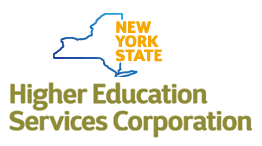 NEW
YORK
STATE
Higher Education
Services Corporation